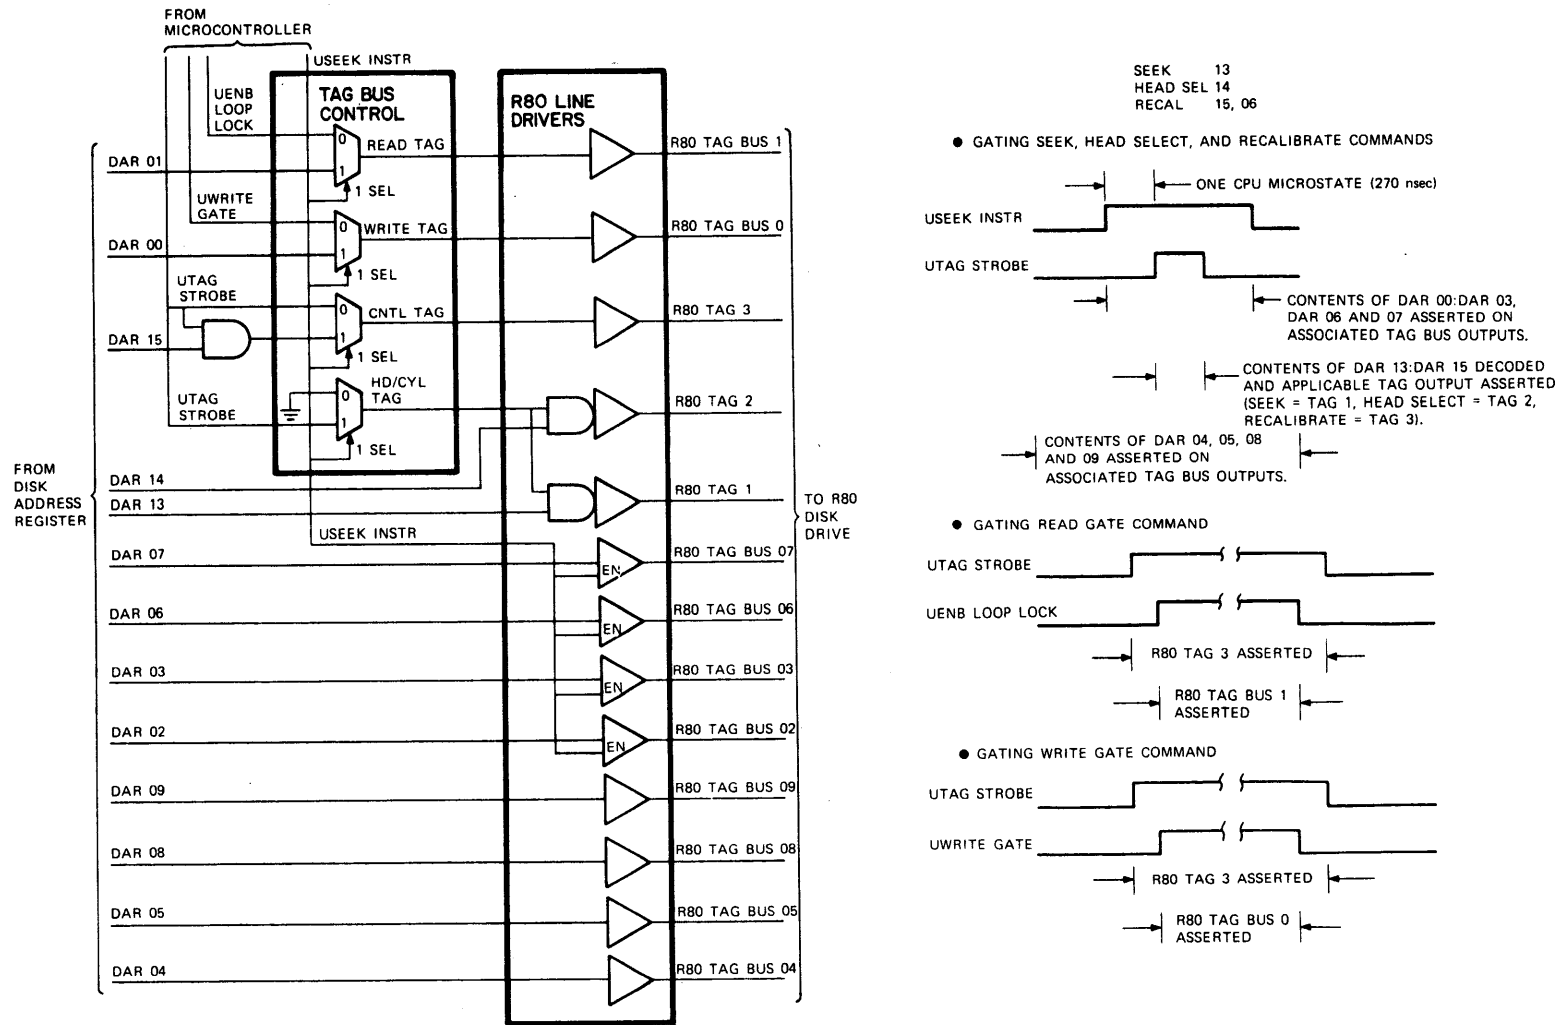 FROM
MICROCONTROLLER
USEEK INSTR
UENB
LOOP
LOCK
TAG BUS
CONTROL
R80 LINE
DRIVERS
0
READ TAG
R80 TAG BUS 1
DAR 01
1
1 SEL
UWRITE
GATE
0
WRITE TAG
R80 TAG BUS 0
DAR 00
1
1 SEL
UTAG
STROBE
0
CNTL TAG
R80 TAG 3
DAR 15
1
1 SEL
HD/CYL
TAG
UTAG
STROBE
0
1
R80 TAG 2
1 SEL
FROM
DISK
ADDRESS
REGISTER
DAR 14
DAR 13
R80 TAG 1
TO R80
DISK
DRIVE
USEEK INSTR
DAR 07
EN
R80 TAG BUS 07
DAR 06
EN
R80 TAG BUS 06
DAR 03
EN
R80 TAG BUS 03
DAR 02
EN
R80 TAG BUS 02
DAR 09
R80 TAG BUS 09
DAR 08
R80 TAG BUS 08
DAR 05
R80 TAG BUS 05
DAR 04
R80 TAG BUS 04
SEEK 13
HEAD SEL 14
RECAL 15, 06
● GATING SEEK, HEAD SELECT, AND RECALIBRATE COMMANDS
ONE CPU MICROSTATE (270 nsec)
USEEK INSTR
UTAG STROBE
CONTENTS OF DAR 00:DAR 03,
DAR 06 AND 07 ASSERTED ON
ASSOCIATED TAG BUS OUTPUTS.
CONTENTS OF DAR 13:DAR 15 DECODED
AND APPLICABLE TAG OUTPUT ASSERTED
(SEEK = TAG 1, HEAD SELECT = TAG 2,
RECALIBRATE = TAG 3).
CONTENTS OF DAR 04, 05, 08
AND 09 ASSERTED ON
ASSOCIATED TAG BUS OUTPUTS.
● GATING READ GATE COMMAND
UTAG STROBE
UENB LOOP LOCK
R80 TAG 3 ASSERTED
R80 TAG BUS 1
ASSERTED
● GATING WRITE GATE COMMAND
UTAG STROBE
UWRITE GATE
R80 TAG 3 ASSERTED
R80 TAG BUS 0
ASSERTED